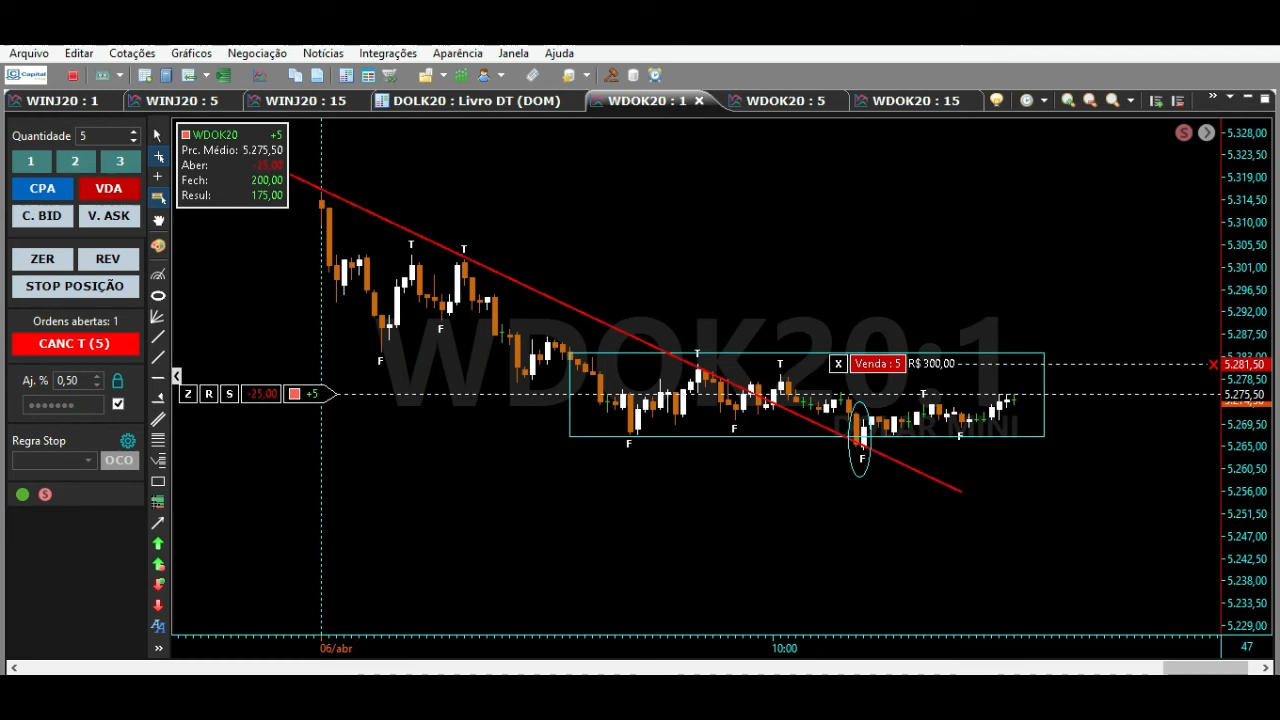 Arquivo Editar Cotações Gráficos Negociação Notícias Integrações Aparência Janela Ajuda
Capital
WINJ20 : 1 WINJ20 : 5 WINJ20 : 15 DOLK20 : Livro DT (DOM) WDOK20 : 1 WDOK20 : 5 WDOK20 : 15
Quantidade 5
1 2 3
CPA VDA
C. BID V. ASK
ZER REV
STOP POSIÇÃO
Ordens abertas: 1
CANC T (5)
Aj. % 0,50
Regra Stop
OCO
S
WDOK20 +5
Prc. Médio: 5.275,50
Aber: -25,00
Fech: 200,00
Resul: 175,00
S
T T
F F
WDOK20:1
T T T
X Venda : 5 R$ 300,00
Z R S -25,00 +5
F F F F
5.328,00
5.323,50
5.319,00
5.314,50
5.310,00
5.305,50
5.301,00
5.296,50
5.292,00
5.287,50
5.281,50
5.278,50
5.275,50
5.269,50
5.265,00
5.260,50
5.256,00
5.251,50
5.247,00
5.242,50
5.238,00
5.233,50
5.229,00
06/abr 10:00 47